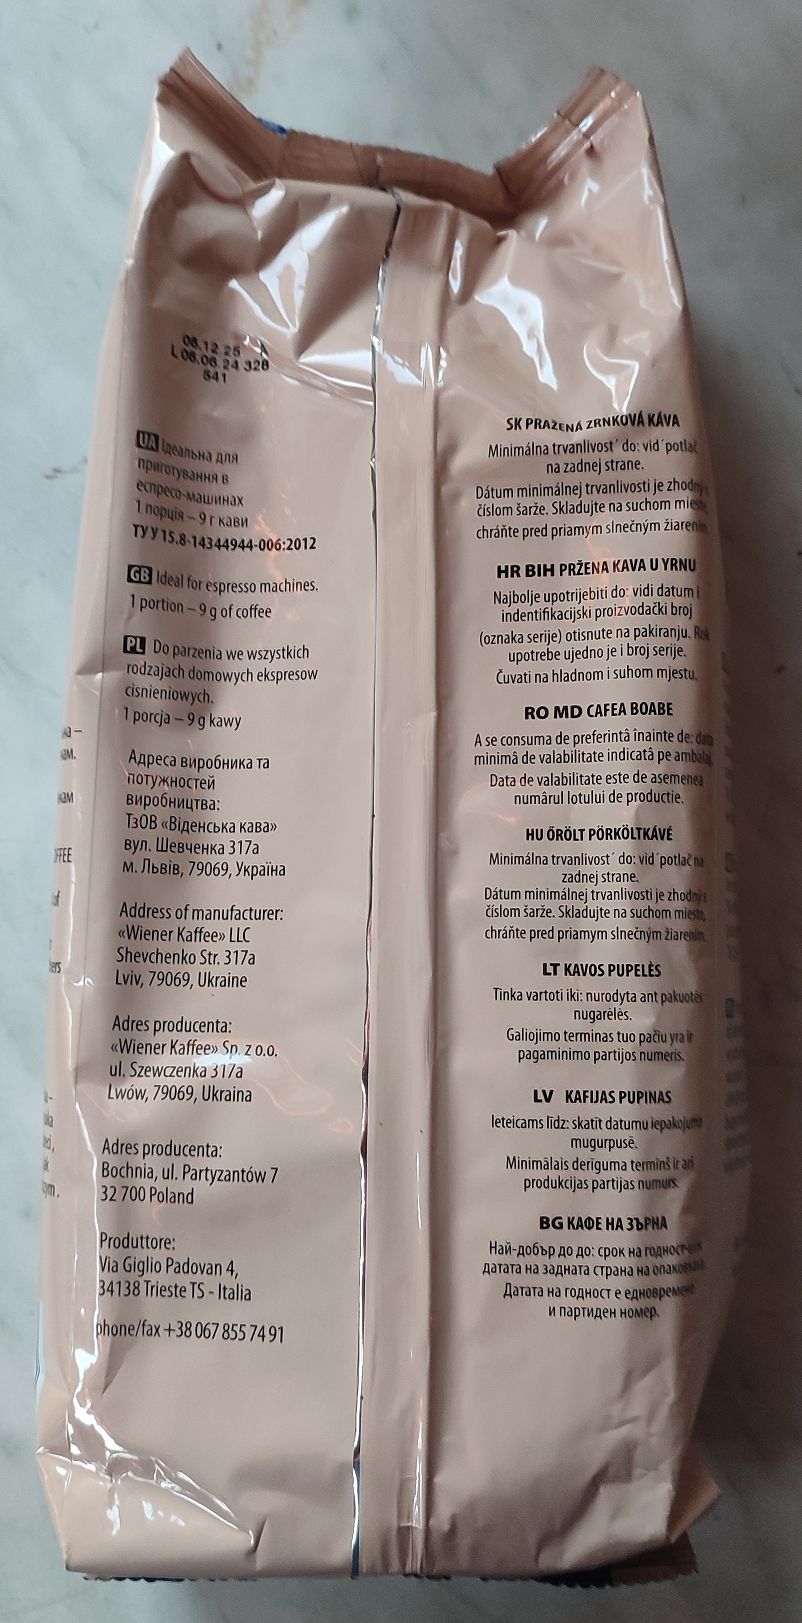 08.12.25 A
L 08.06.24 328
541
UA Ідеальна для
приготування в
еспресо-машинах
1 порція – 9 г кави
ТУ У 15.8-14344944-006:2012
GB Ideal for espresso machines.
1 portion – 9 g of coffee
PL Do parzenia we wszystkich
rodzajach domowych ekspresow
cisnieniowych.
1 porcja – 9 g kawy
Адреса виробника та
потужностей
виробництва:
ТзОВ «Віденська кава»
вул. Шевченка 317а
м. Львів, 79069, Україна
Address of manufacturer:
«Wiener Kaffee» LLC
Shevchenko Str. 317a
Lviv, 79069, Ukraine
Adres producenta:
«Wiener Kaffee» Sp. z o.o.
ul. Szewczenka 317a
Lwów, 79069, Ukraina
Adres producenta:
Bochnia, ul. Partyzantów 7
32 700 Poland
Produttore:
Via Giglio Padovan 4,
34138 Trieste TS - Italia
phone/fax +38 067 855 74 91
SK PRAŽENÁ ZRNKOVÁ KÁVA
Minimálna trvanlivost´ do: vid´potlač
na zadnej strane.
Dátum minimálnej trvanlivosti je zhodný s
číslom šarže. Skladujte na suchom mieste,
chráňte pred priamym slnečným žiarením
HR BIH PRŽENA KAVA U YRNU
Najbolje upotrijebiti do: vidi datum i
indentifikacijski proizvodački broj
(oznaka serije) otisnute na pakiranju. Rok
upotrebe ujedno je i broj serije.
Čuvati na hladnom i suhom mjestu.
RO MD CAFEA BOABE
A se consuma de preferintâ înainte de: data
minimâ de valabilitate indicatâ pe ambalaj
Data de valabilitate este de asemenea
numârul lotului de productie.
HU ŐRÖLT PÖRKÖLTKÁVÉ
Minimálna trvanlivost´ do: vid´potlač na
zadnej strane.
Dátum minimálnej trvanlivosti je zhodný s
číslom šarže. Skladujte na suchom mieste,
chráňte pred priamym slnečným žiarením.
LT KAVOS PUPELĖS
Tinka vartoti iki: nurodyta ant pakuotės
nugarėlės.
Galiojimo terminas tuo pačiu yra ir
pagaminimo partijos numeris.
LV KAFIJAS PUPINAS
Ieteicams līdz: skatīt datumu iepakojuma
mugurpusē.
Minimālais derīguma termiņš ir arī
produkcijas partijas numurs.
BG КАФЕ НА ЗЪРНА
Най-добър до до: срок на годност
датата на задната страна на опаковка
Датата на годност е едновременно
и партиден номер.